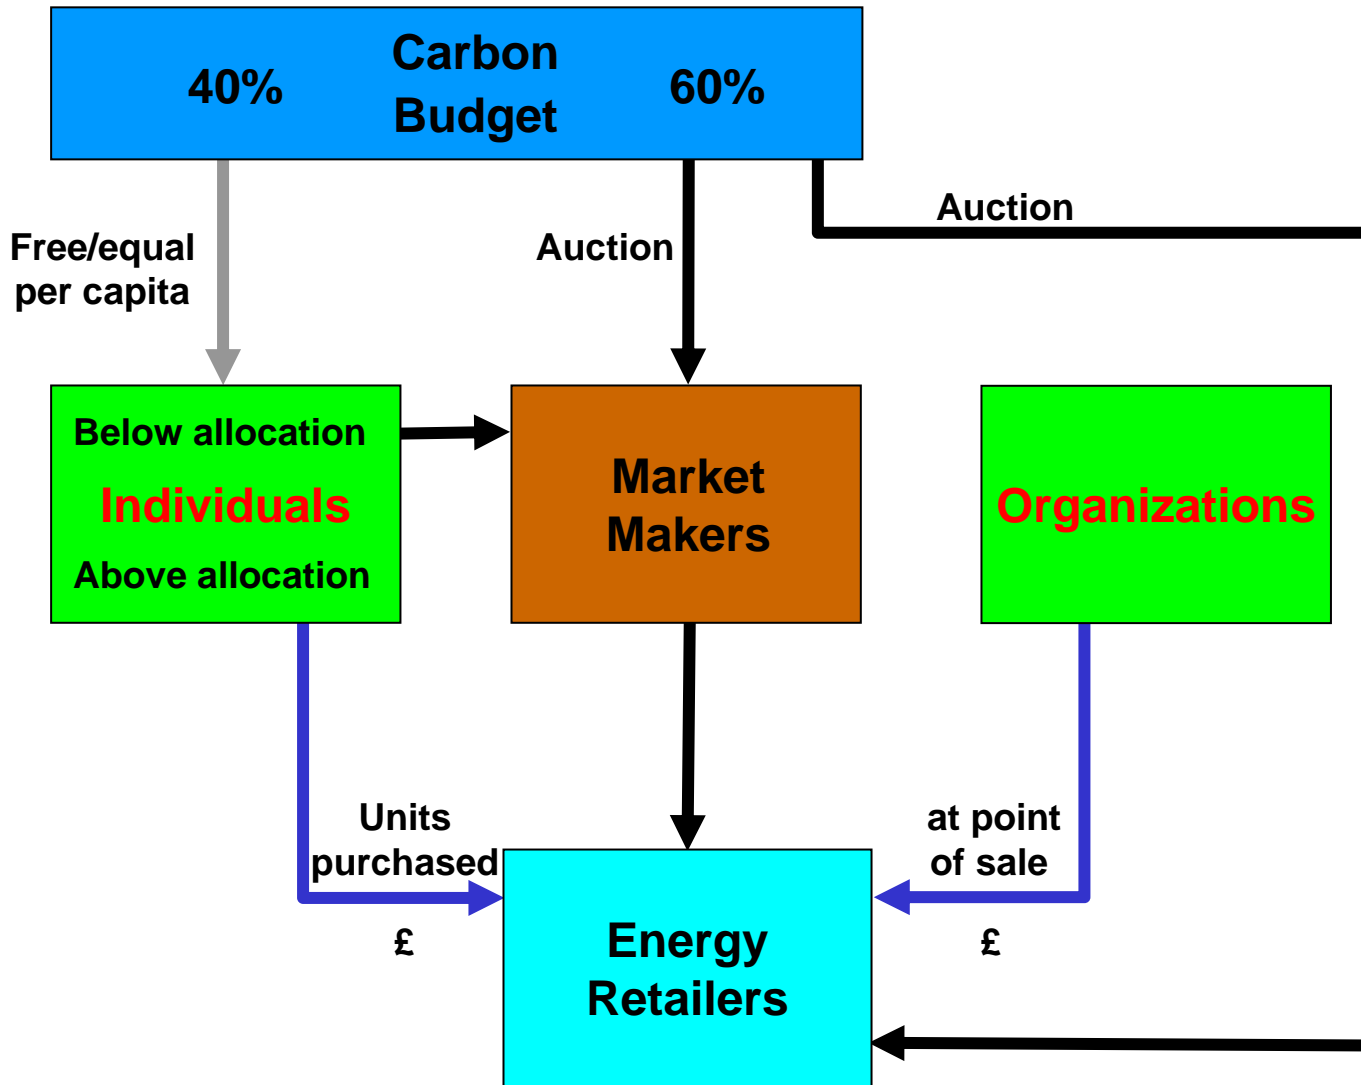 Carbon
Budget
40%
60%
Auction
Free/equal
per capita
Auction
Below allocation
Individuals
Above allocation
Market
Makers
Organizations
Units
purchased
£
at point
of sale
£
Energy
Retailers